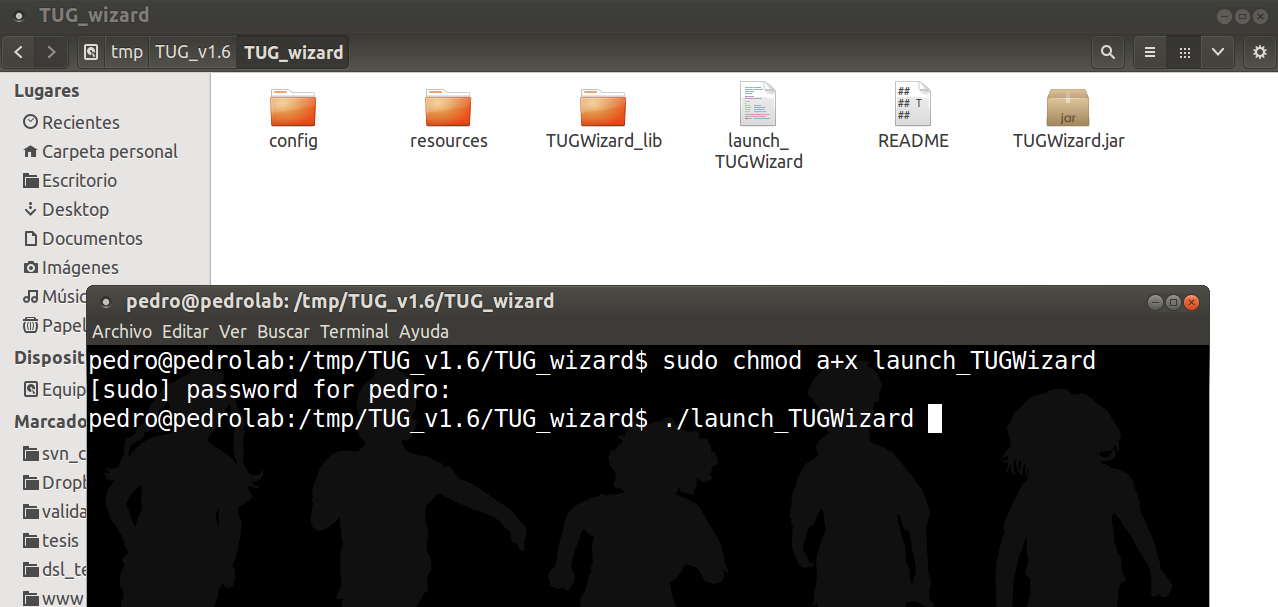 TUG_wizard
tmp TUG_v1.6 TUG_wizard
Lugares
Recientes
Carpeta personal
Escritorio
Desktop
Documentos
Imágenes
Músic
Papel
Disposit
Equip
Marcado
svn_c
Dropb
valida
tesis
dsl_te
www
config
resources
TUGWizard_lib
launch_
TUGWizard
## 
## T
##
README
jar
TUGWizard.jar
pedro@pedrolab: /tmp/TUG_v1.6/TUG_wizard
Archivo Editar Ver Buscar Terminal Ayuda
pedro@pedrolab:/tmp/TUG_v1.6/TUG_wizard$ sudo chmod a+x launch_TUGWizard
[sudo] password for pedro:
pedro@pedrolab:/tmp/TUG_v1.6/TUG_wizard$ ./launch_TUGWizard